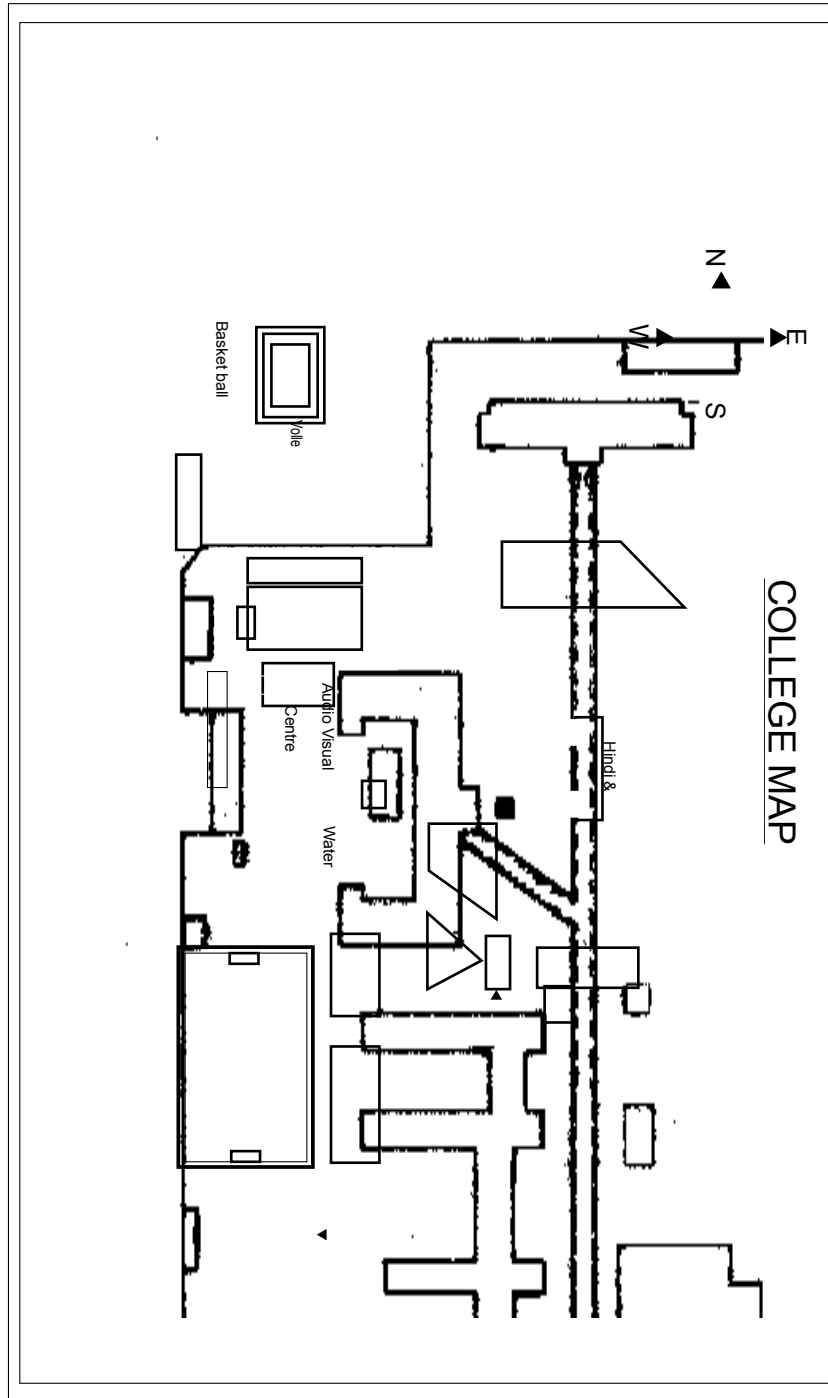 COLLEGE MAP
N
E
W
S
Basket ball
Volle
Audio Visual
Centre
Water
Hindi &